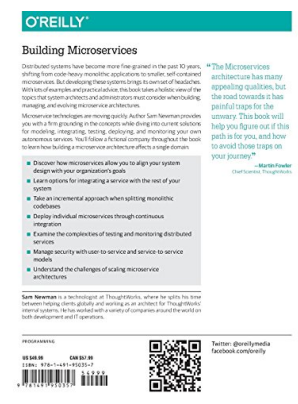 O'REILLY®
Building Microservices
Distributed systems have become more fine-grained in the past 10 years,
shifting from code-heavy monolithic applications to smaller, self-contained
microservices. But developing these systems brings its own set of headaches.
With lots of examples and practical advice, this book takes a holistic view of the
topics that system architects and administrators must consider when building,
managing, and evolving microservice architectures.
Microservice technologies are moving quickly. Author Sam Newman provides
you with a firm grounding in the concepts while diving into current solutions
for modeling, integrating, testing, deploying, and monitoring your own
autonomous services. You'll follow a fictional company throughout the book
to learn how building a microservice architecture affects a single domain.
■ Discover how microservices allow you to align your system
design with your organization's goals
■ Learn options for integrating a service with the rest of your
system
■ Take an incremental approach when splitting monolithic
codebases
■ Deploy individual microservices through continuous
integration
■ Examine the complexities of testing and monitoring distributed
services
■ Manage security with user-to-service and service-to-service
models
■ Understand the challenges of scaling microservice
architectures
Sam Newman is a technologist at ThoughtWorks, where he splits his time
between helping clients globally and working as an architect for ThoughtWorks'
internal systems. He has worked with a variety of companies around the world on
both development and IT operations.
“The Microservices
architecture has many
appealing qualities, but
the road towards it has
painful traps for the
unwary. This book will
help you figure out if this
path is for you, and how
to avoid those traps on
your journey.”
—Martin Fowler
Chief Scientist, ThoughtWorks
PROGRAMMING
US $49.99 CAN $57.99
ISBN: 978-1-491-95035-7
54999
9 781491 950357
Twitter: @oreillymedia
facebook.com/oreilly